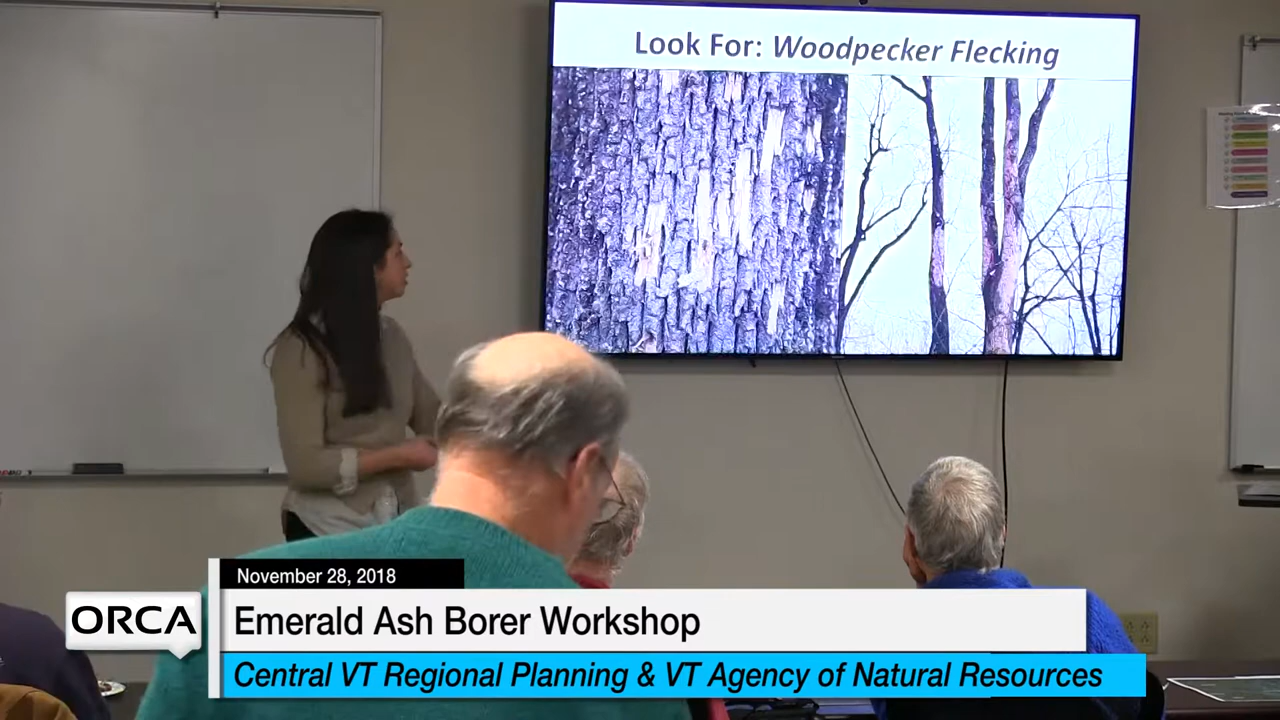 Look For: Woodpecker Flecking
November 28, 2018
ORCA
Emerald Ash Borer Workshop
Central VT Regional Planning & VT Agency of Natural Resources